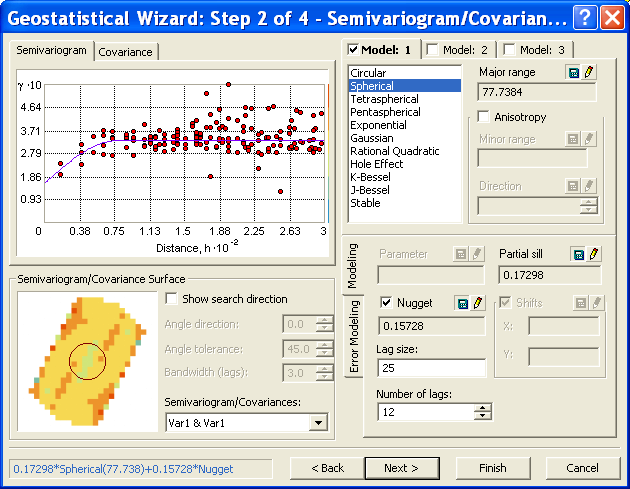 Geostatistical Wizard: Step 2 of 4 - Semivariogram/Covarian...
Semivariogram
Covariance
γ ·10
4.64
3.71
2.79
1.86
0.93
0
0.38
0.75
1.13
1.5
1.88
2.25
2.63
3
Distance, h ·10⁻²
Semivariogram/Covariance Surface
Show search direction
Angle direction:
0.0
Angle tolerance:
45.0
Bandwidth (lags):
3.0
Semivariogram/Covariances:
Var1 & Var1
Model: 1
Model: 2
Model: 3
Circular
Spherical
Tetraspherical
Pentaspherical
Exponential
Gaussian
Rational Quadratic
Hole Effect
K-Bessel
J-Bessel
Stable
Major range
77.7384
Anisotropy
Minor range
Direction
Modeling
Error Modeling
Parameter
Partial sill
0.17298
Nugget
0.15728
Shifts
X:
Y:
Lag size:
25
Number of lags:
12
0.17298*Spherical(77.738)+0.15728*Nugget
< Back
Next >
Finish
Cancel